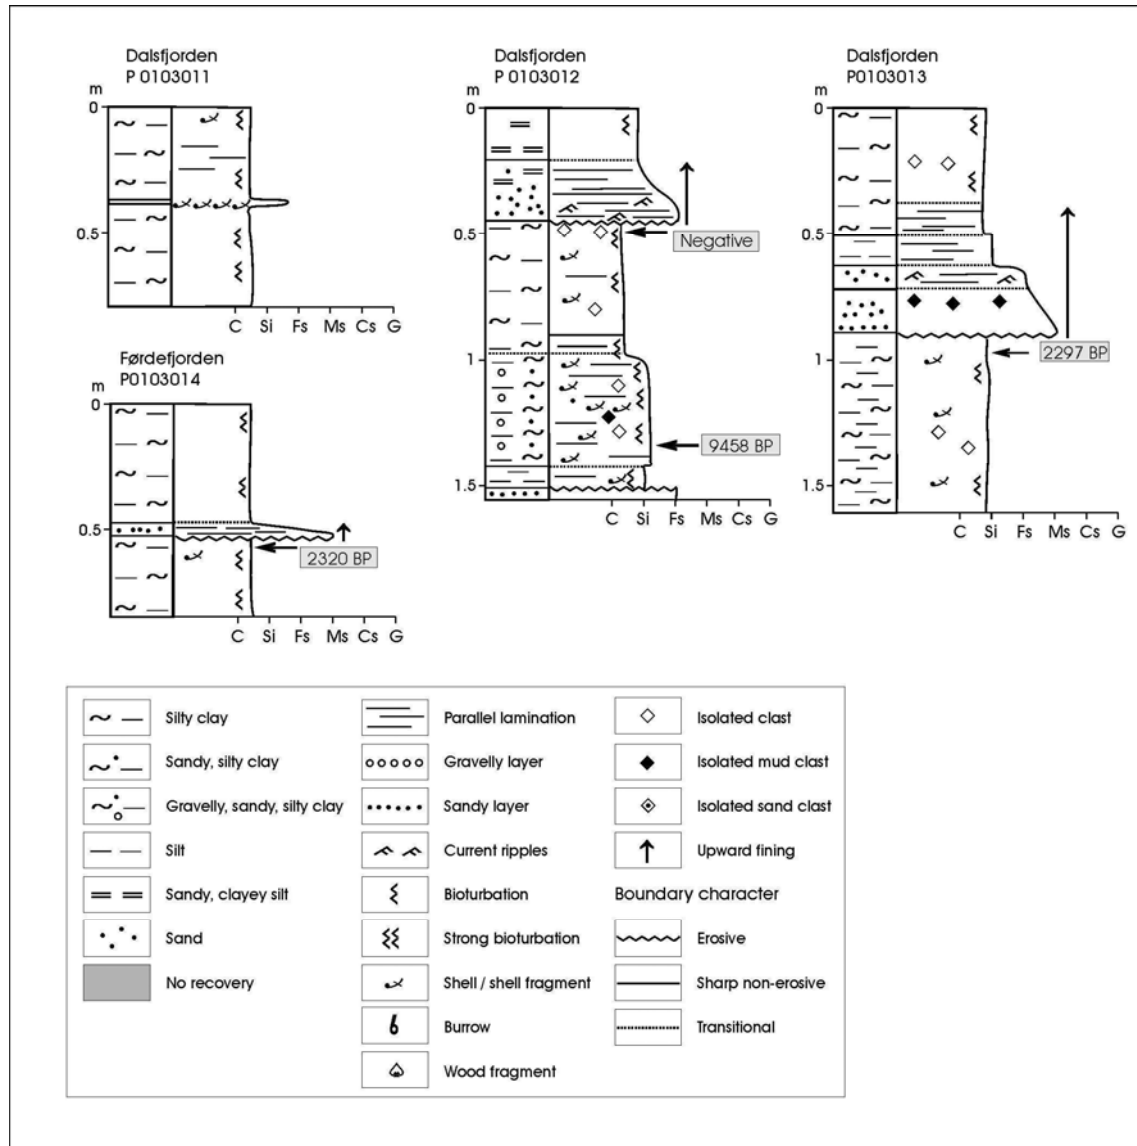 Dalsfjorden
P 0103011
m
0
0.5
C Si Fs Ms Cs G
Dalsfjorden
P 0103012
m
0
0.5
1
1.5
Negative
9458 BP
C Si Fs Ms Cs G
Dalsfjorden
P0103013
m
0
0.5
1
1.5
2297 BP
C Si Fs Ms Cs G
Førdefjorden
P0103014
m
0
0.5
2320 BP
C Si Fs Ms Cs G
Silty clay
Sandy, silty clay
Gravelly, sandy, silty clay
Silt
Sandy, clayey silt
Sand
No recovery
Parallel lamination
Gravelly layer
Sandy layer
Current ripples
Bioturbation
Strong bioturbation
Shell / shell fragment
Burrow
Wood fragment
Isolated clast
Isolated mud clast
Isolated sand clast
Upward fining
Boundary character
Erosive
Sharp non-erosive
Transitional